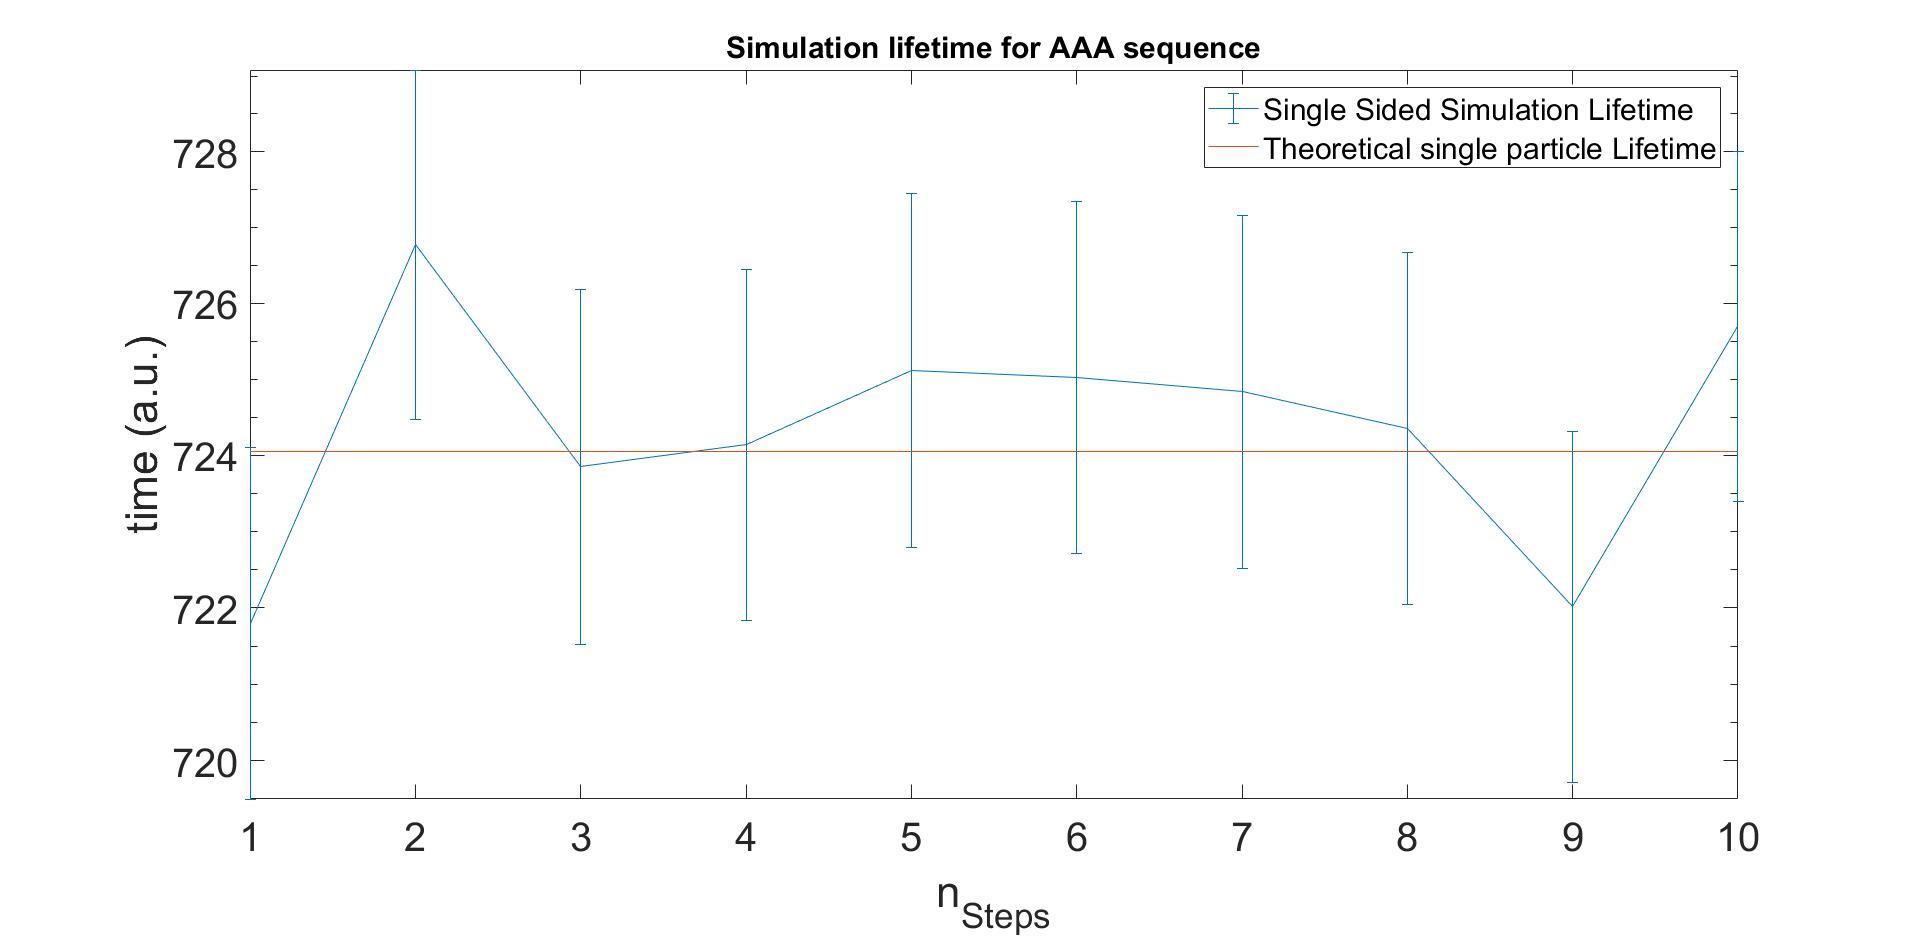 Simulation lifetime for AAA sequence
Single Sided Simulation Lifetime
Theoretical single particle Lifetime
728
726
724
722
720
time (a.u.)
1 2 3 4 5 6 7 8 9 10
nSteps